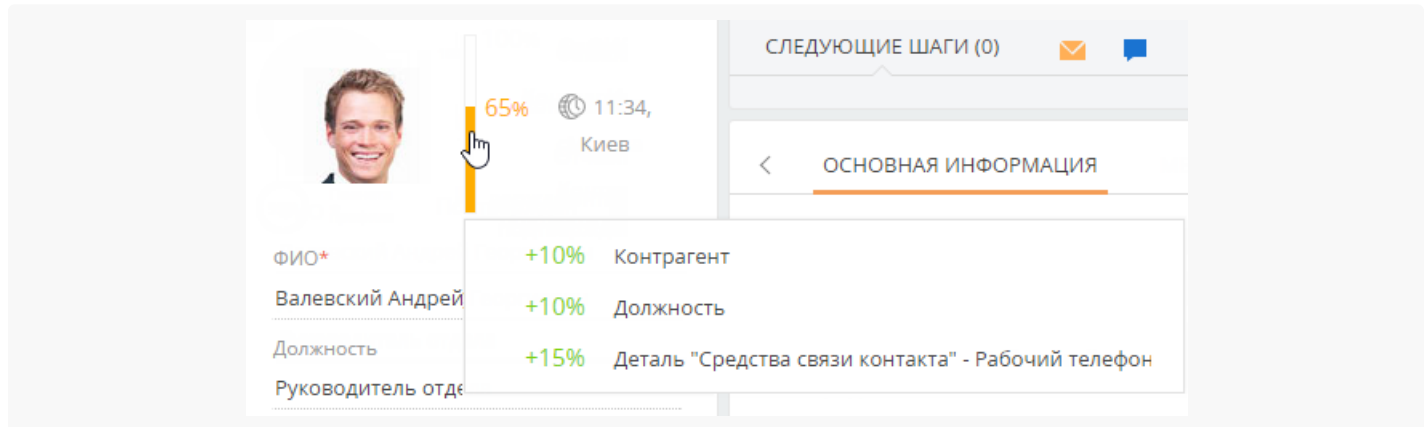 СЛЕДУЮЩИЕ ШАГИ (0)
65%
11:34,
Киев
ОСНОВНАЯ ИНФОРМАЦИЯ
ФИО*
Валевский Андрей
Должность
Руководитель отде
+10% Контрагент
+10% Должность
+15% Деталь "Средства связи контакта" - Рабочий телефон